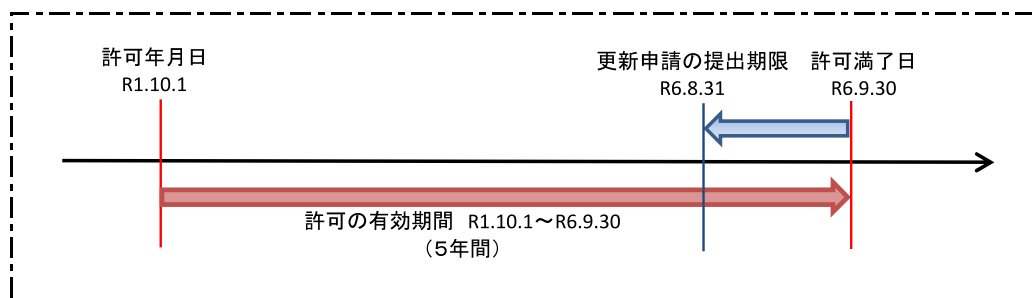 許可年月日
R1.10.1
更新申請の提出期限
R6.8.31
許可満了日
R6.9.30
許可の有効期間 R1.10.1～R6.9.30
（５年間）